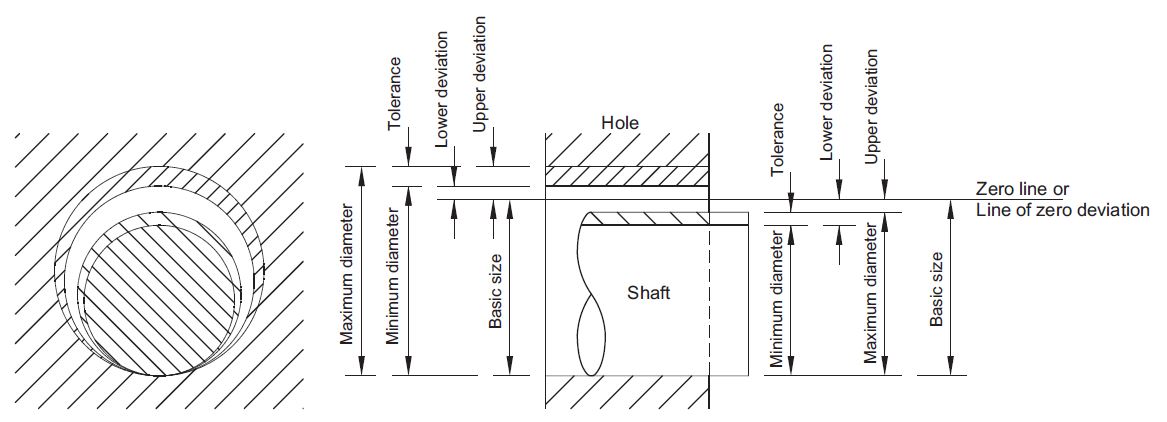 Tolerance
Lower deviation
Upper deviation
Hole
Tolerance
Lower deviation
Upper deviation
Zero line or
Line of zero deviation
Maximum diameter
Minimum diameter
Basic size
Shaft
Minimum diameter
Maximum diameter
Basic size